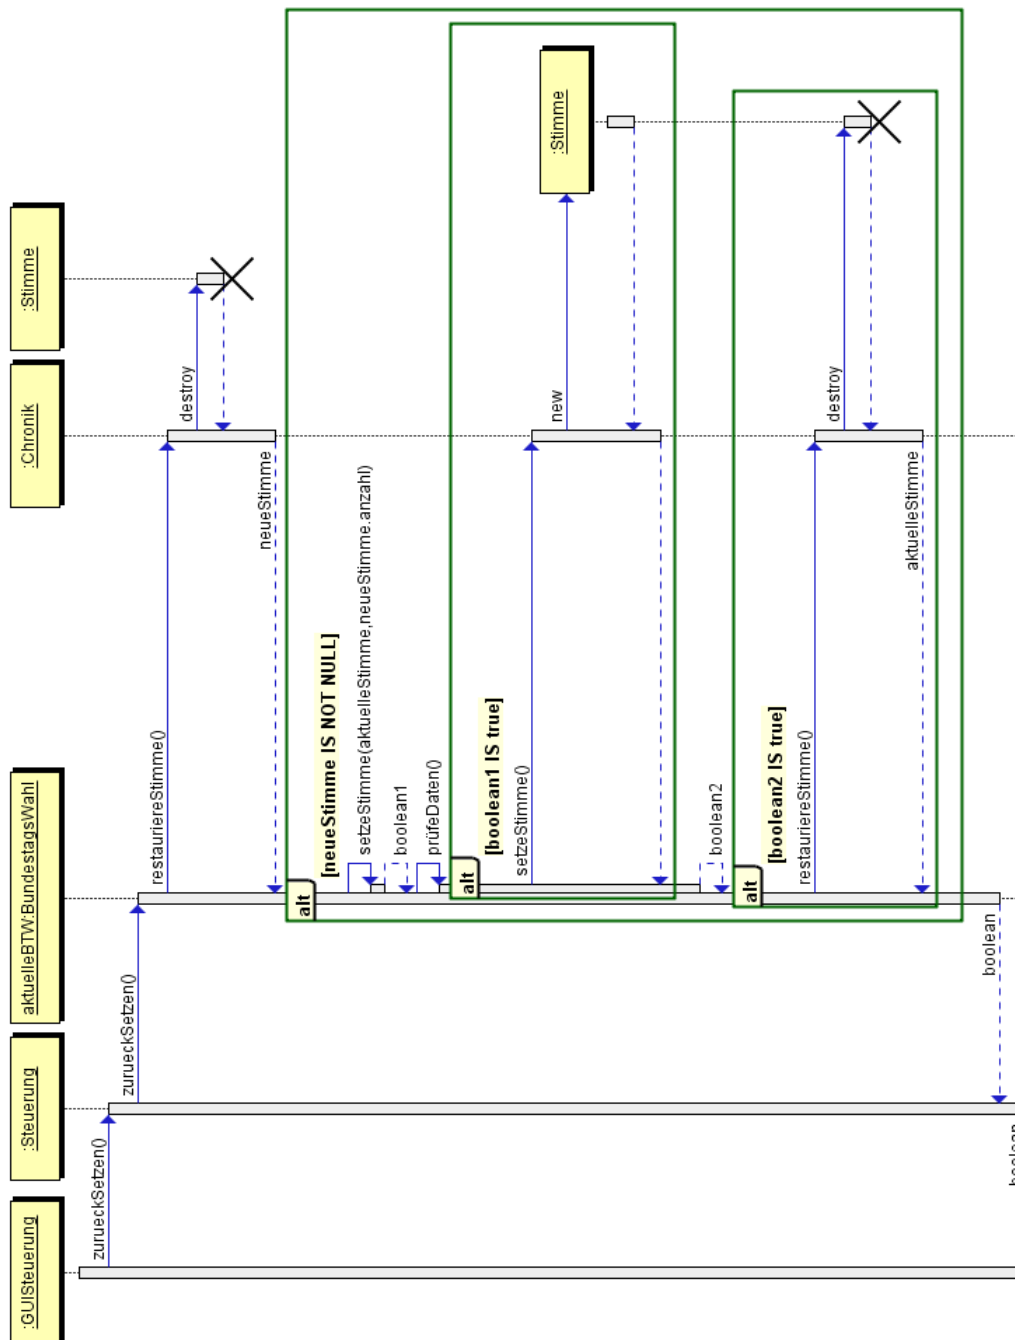 :GUISteuerung
:Steuerung
aktuelleBTW:BundestagsWahl
:Chronik
:Stimme
zurueckSetzen()
zurueckSetzen()
restauriereStimme()
destroy
neueStimme
alt
[neueStimme IS NOT NULL]
setzeStimme(aktuelleStimme,neueStimme.anzahl)
boolean1
prüfeDaten()
alt
[boolean1 IS true]
setzeStimme()
new
:Stimme
boolean2
alt
[boolean2 IS true]
restauriereStimme()
destroy
aktuelleStimme
boolean
boolean